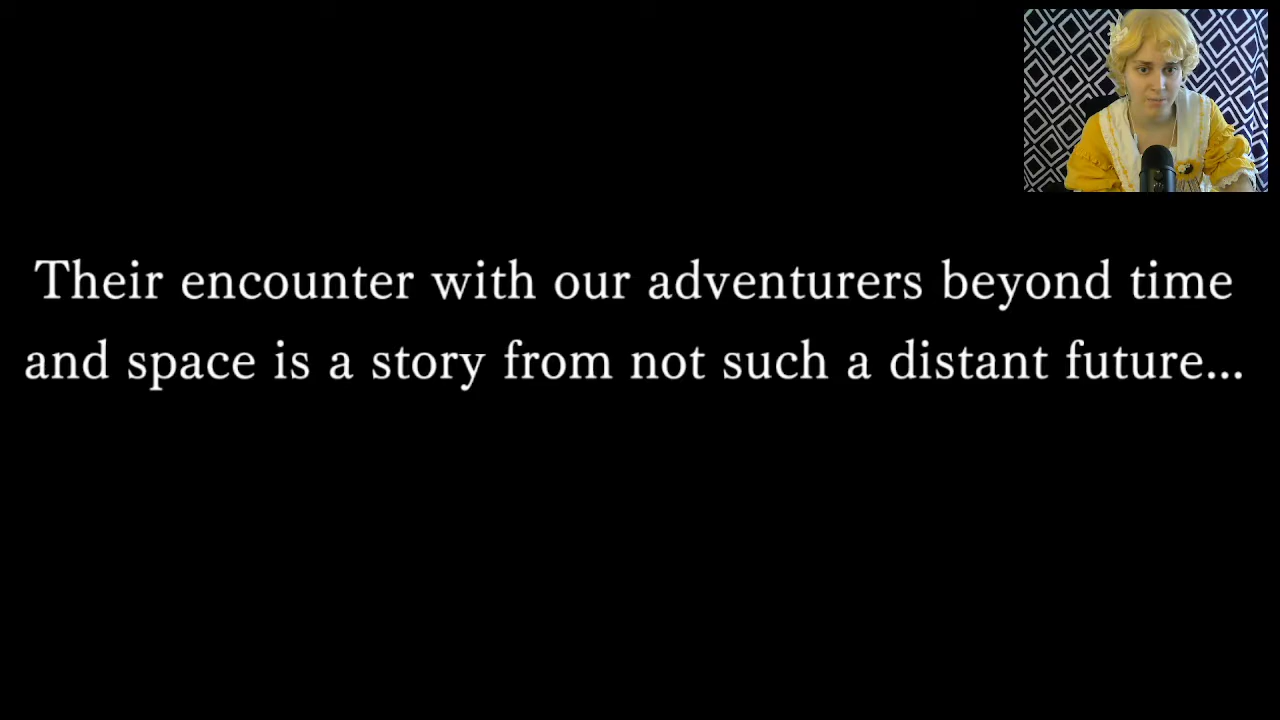 Their encounter with our adventurers beyond time
and space is a story from not such a distant future...